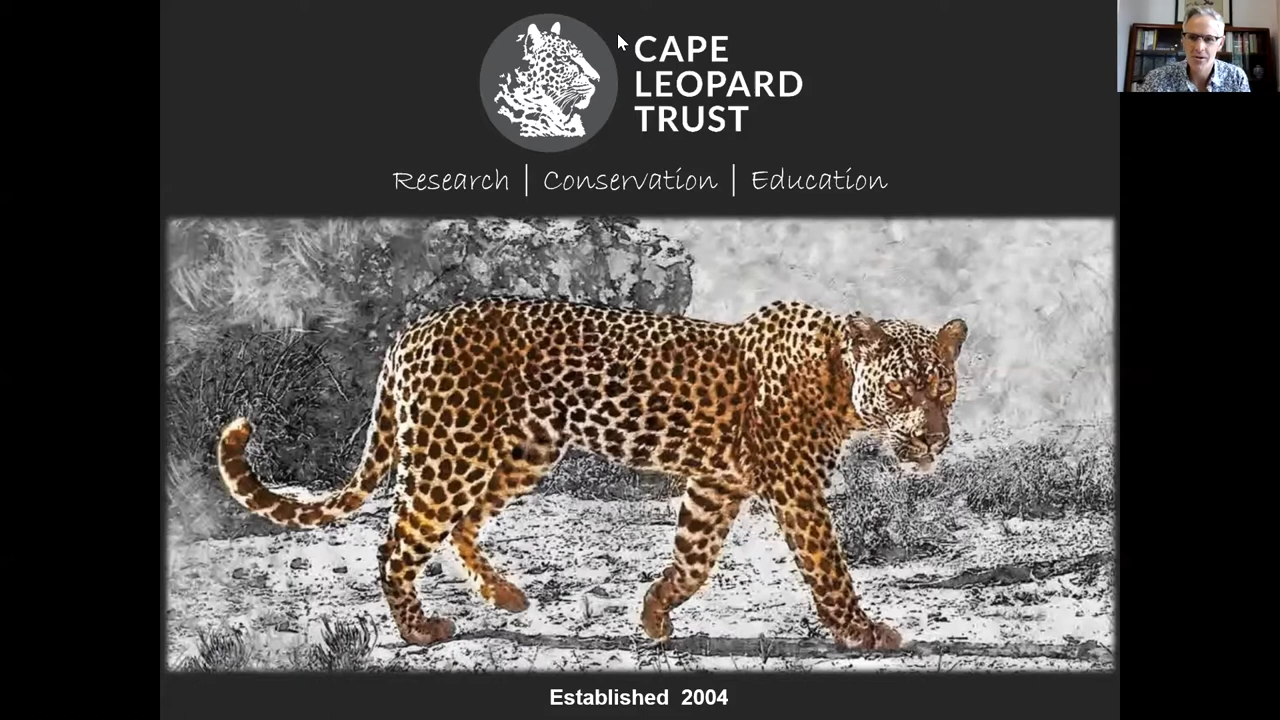 CAPE
LEOPARD
TRUST
Research | Conservation | Education
Established 2004